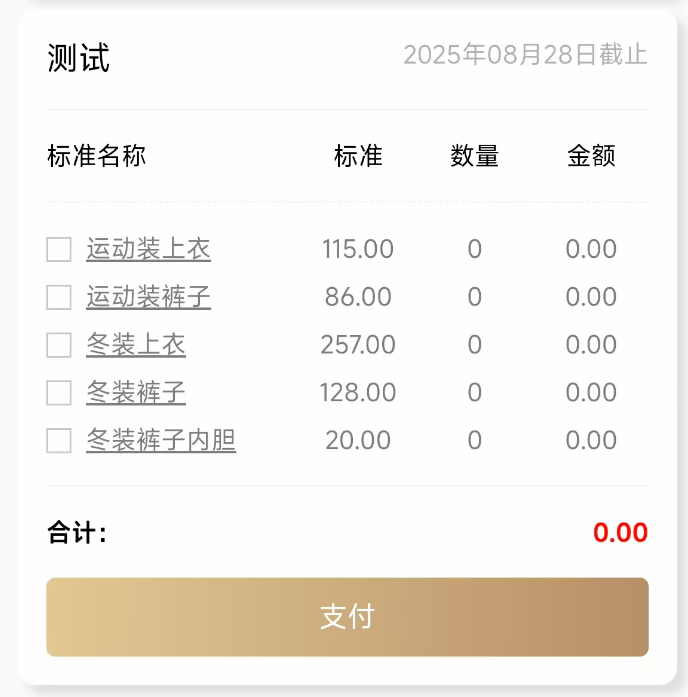 测试 2025年08月28日截止
标准名称 标准 数量 金额
运动装上衣 115.00 0 0.00
运动装裤子 86.00 0 0.00
冬装上衣 257.00 0 0.00
冬装裤子 128.00 0 0.00
冬装裤子内胆 20.00 0 0.00
合计： 0.00
支付